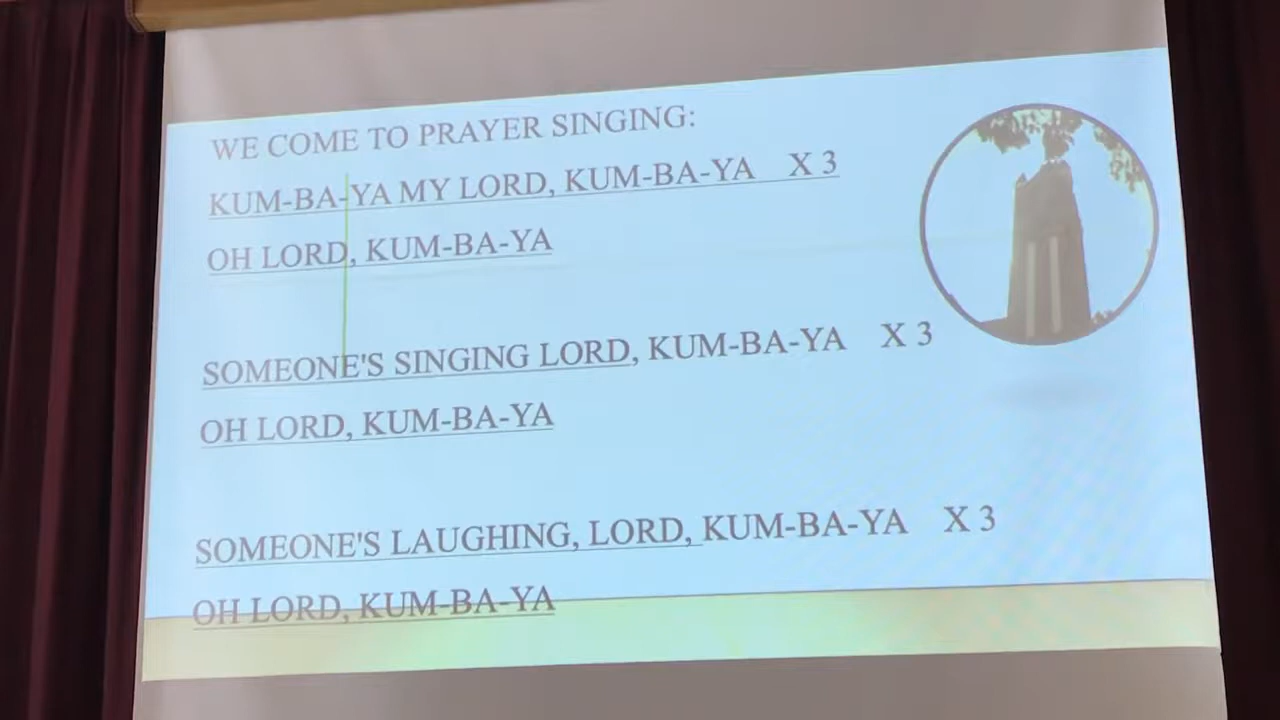 WE COME TO PRAYER SINGING:
KUM-BA-YA MY LORD, KUM-BA-YA X 3
OH LORD, KUM-BA-YA
SOMEONE'S SINGING LORD, KUM-BA-YA X 3
OH LORD, KUM-BA-YA
SOMEONE'S LAUGHING, LORD, KUM-BA-YA X 3
OH LORD, KUM-BA-YA